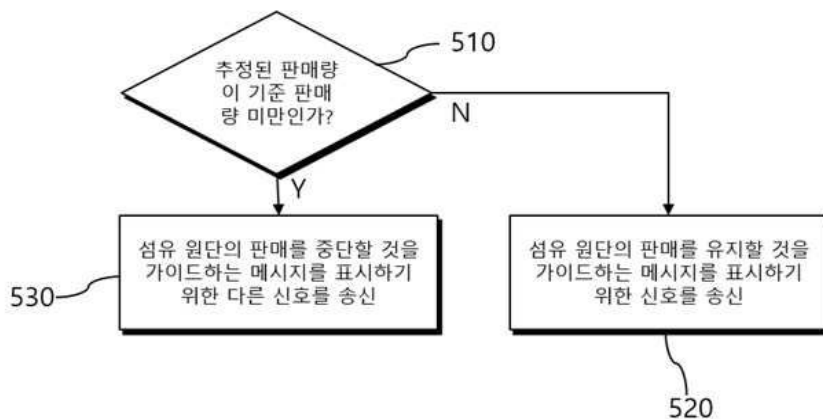 510
추정된 판매량
이 기준 판매
량 미만인가?
N
Y
섬유 원단의 판매를 중단할 것을
가이드하는 메시지를 표시하기
위한 다른 신호를 송신
530
섬유 원단의 판매를 유지할 것을
가이드하는 메시지를 표시하기
위한 신호를 송신
520